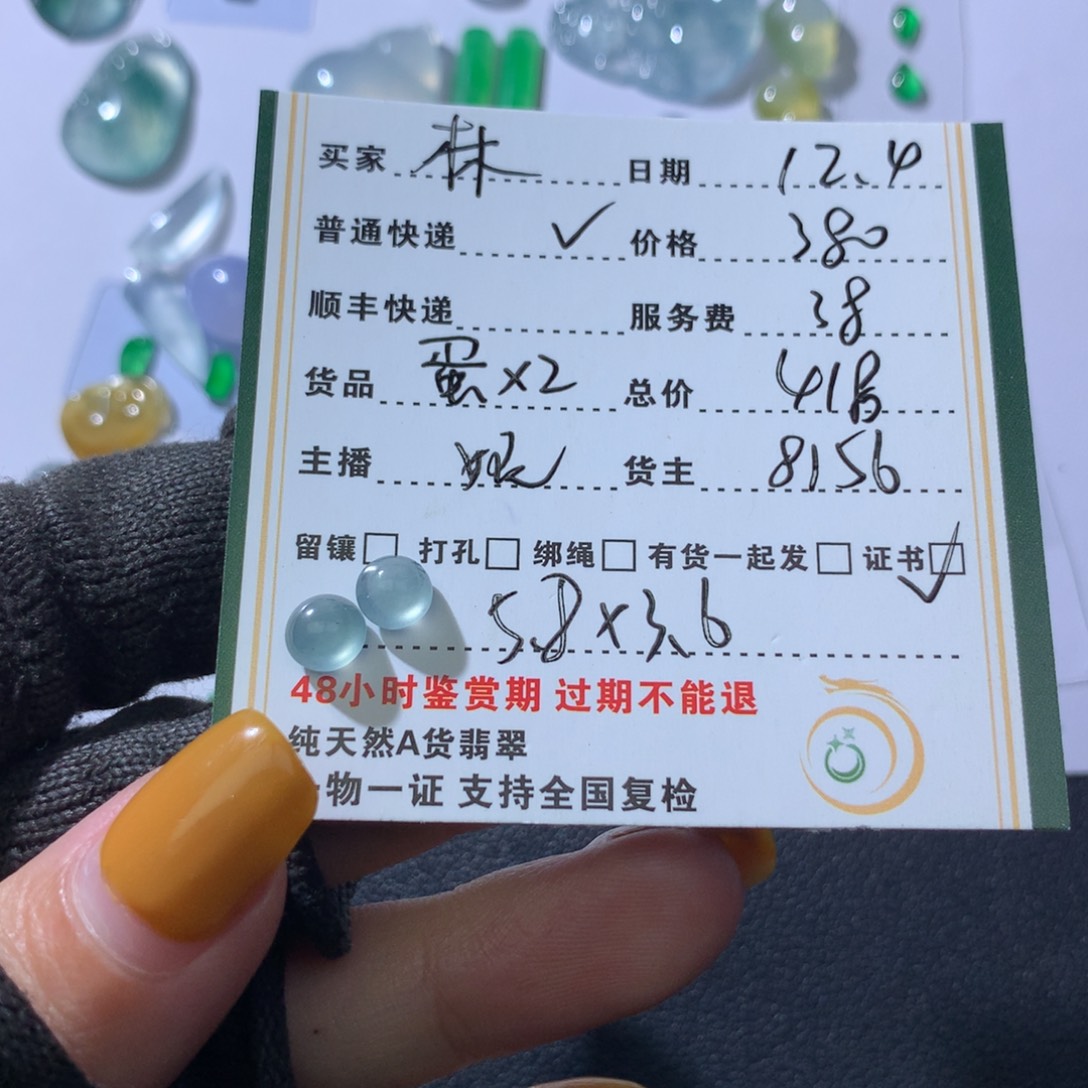 买家 林 日期 12.4
普通快递 ✓ 价格 380
顺丰快递 服务费 38
货品 蛋x2 总价 418
主播 货主 8156
留镶□ 打孔□ 绑绳□ 有货一起发□ 证书☑
5.8x3.6
48小时鉴赏期 过期不能退
纯天然A货翡翠
物一证 支持全国复检